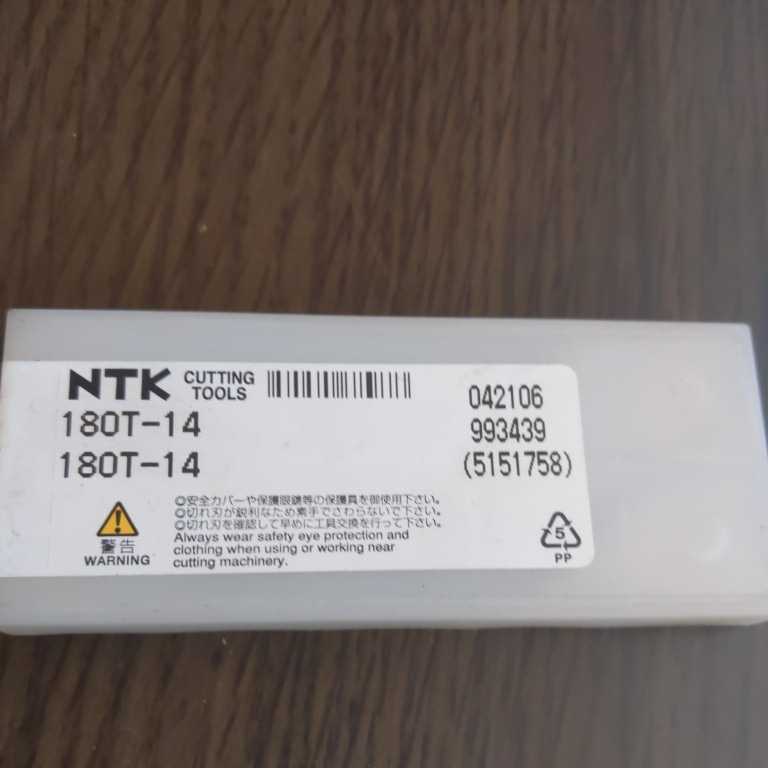 NTK CUTTING TOOLS
042106
180T-14
993439
180T-14
(5151758)
◎安全カバーや保護眼鏡等の保護具を御使用下さい。
◎切れ刃が鋭利なため素手でさわらないで下さい。
◎切れ刃を確認して早めに工具交換を行って下さい。
Always wear safety eye protection and
clothing when using or working near
cutting machinery.
警告
WARNING
5
PP